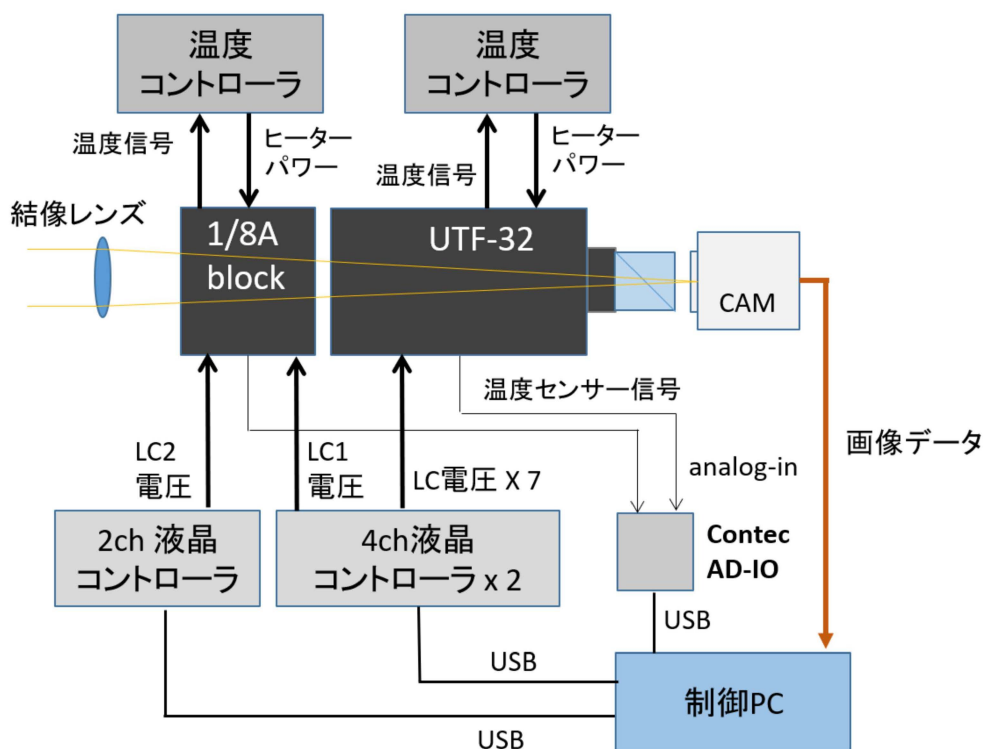 温度
コントローラ
温度
コントローラ
温度信号
ヒーター
パワー
温度信号
ヒーター
パワー
結像レンズ
1/8A
block
UTF-32
CAM
温度センサー信号
画像データ
LC2
電圧
LC1
電圧
LC電圧 X 7
analog-in
2ch 液晶
コントローラ
4ch液晶
コントローラ x 2
Contec
AD-IO
USB
USB
制御PC
USB